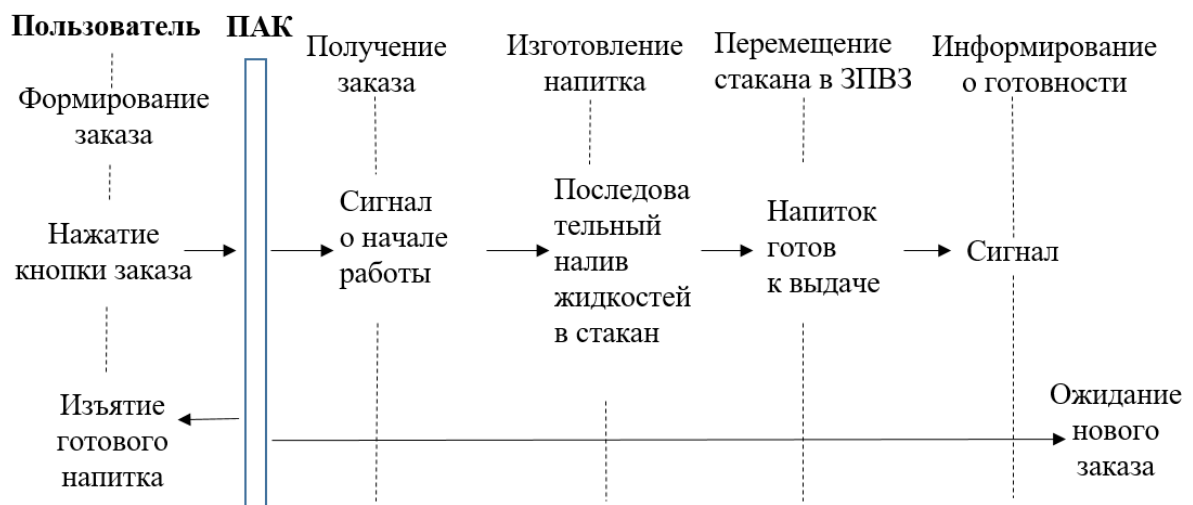 Пользователь
ПАК
Получение
заказа
Изготовление
напитка
Перемещение
стакана в ЗПВЗ
Информирование
о готовности
Формирование
заказа
Нажатие
кнопки заказа
Сигнал
о начале
работы
Последова
тельный
налив
жидкостей
в стакан
Напиток
готов
к выдаче
Сигнал
Изъятие
готового
напитка
Ожидание
нового
заказа